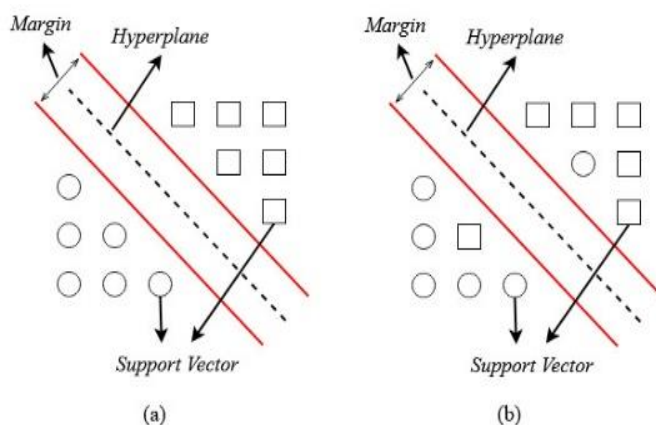 Margin
Hyperplane
Support Vector
(a)
Margin
Hyperplane
Support Vector
(b)